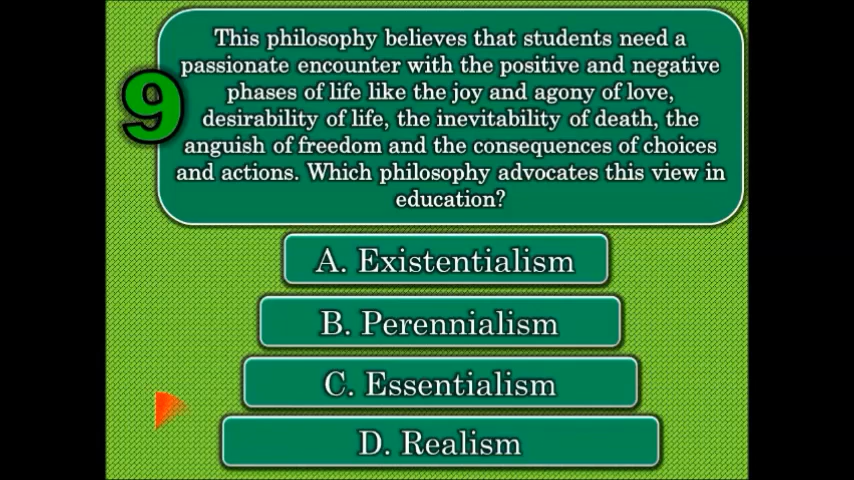 9
This philosophy believes that students need a
passionate encounter with the positive and negative
phases of life like the joy and agony of love,
desirability of life, the inevitability of death, the
anguish of freedom and the consequences of choices
and actions. Which philosophy advocates this view in
education?
A. Existentialism
B. Perennialism
C. Essentialism
D. Realism